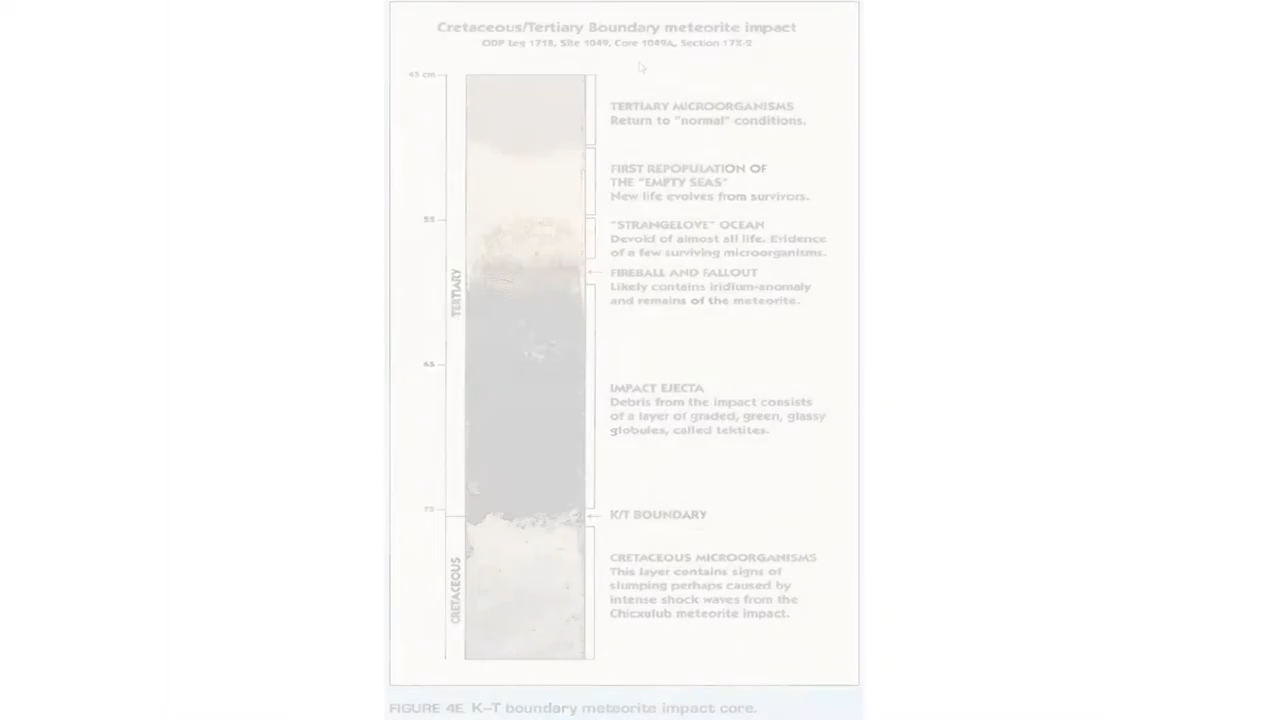 Cretaceous/Tertiary Boundary meteorite impact
ODP Leg 171B, Site 1049, Core 1049A, Section 17X-2
45 cm
TERTIARY MICROORGANISMS
Return to "normal" conditions.
FIRST REPOPULATION OF
THE "EMPTY SEAS"
New life evolves from survivors.
55
"STRANGELOVE" OCEAN
Devoid of almost all life. Evidence
of a few surviving microorganisms.
FIREBALL AND FALLOUT
Likely contains iridium-anomaly
and remains of the meteorite.
TERTIARY
65
IMPACT EJECTA
Debris from the impact consists
of a layer of graded, green, glassy
globules, called tektites.
75
K/T BOUNDARY
CRETACEOUS
CRETACEOUS MICROORGANISMS
This layer contains signs of
slumping perhaps caused by
intense shock waves from the
Chicxulub meteorite impact.
FIGURE 4E K–T boundary meteorite impact core.